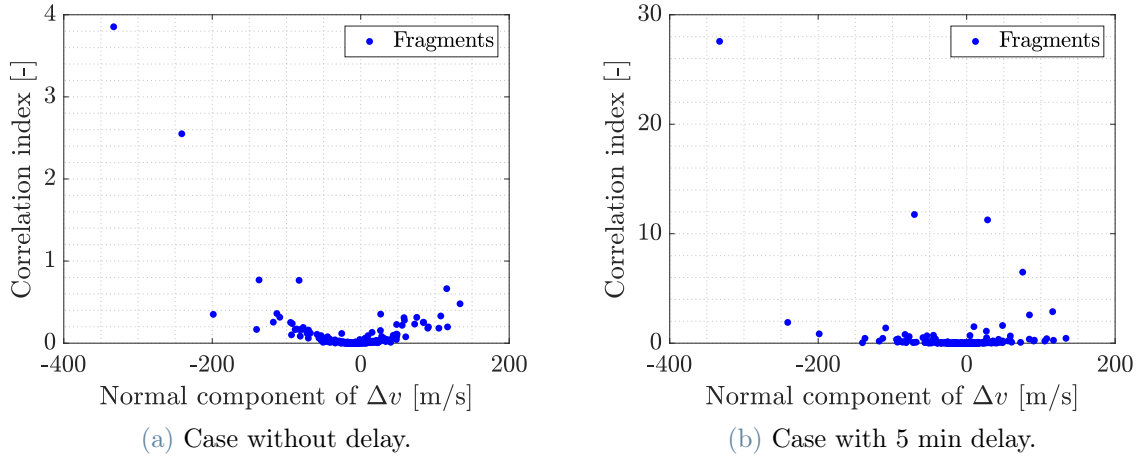 4
3
2
1
0
Correlation index [-]
Fragments
-400
-200
0
200
Normal component of Δv [m/s]
(a) Case without delay.
30
20
10
0
Correlation index [-]
Fragments
-400
-200
0
200
Normal component of Δv [m/s]
(b) Case with 5 min delay.